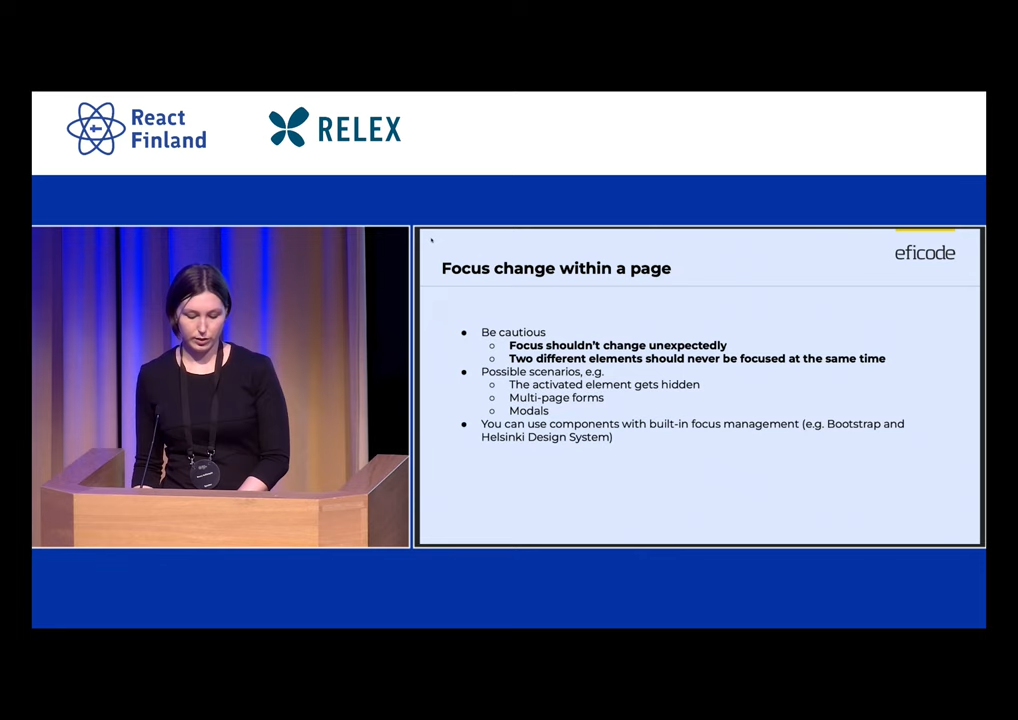 React
Finland
RELEX
eficode
Focus change within a page
● Be cautious
○ Focus shouldn't change unexpectedly
○ Two different elements should never be focused at the same time
● Possible scenarios, e.g.
○ The activated element gets hidden
○ Multi-page forms
○ Modals
● You can use components with built-in focus management (e.g. Bootstrap and
Helsinki Design System)